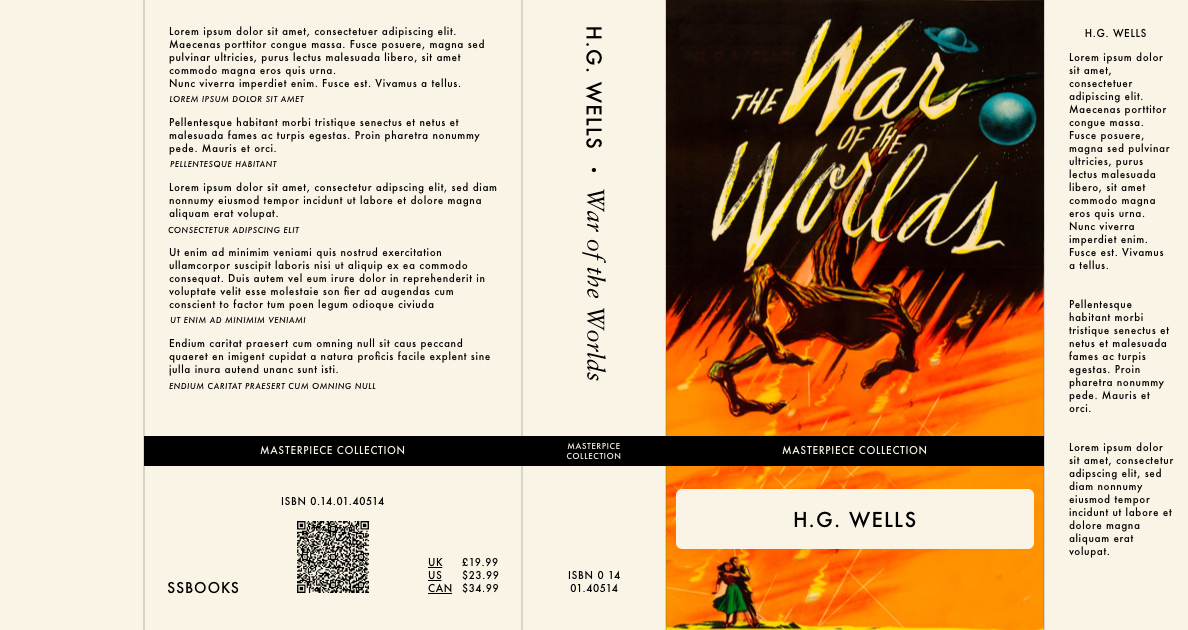 Lorem ipsum dolor sit amet, consectetuer adipiscing elit.
Maecenas porttitor congue massa. Fusce posuere, magna sed
pulvinar ultricies, purus lectus malesuada libero, sit amet
commodo magna eros quis urna.
Nunc viverra imperdiet enim. Fusce est. Vivamus a tellus.
LOREM IPSUM DOLOR SIT AMET
Pellentesque habitant morbi tristique senectus et netus et
malesuada fames ac turpis egestas. Proin pharetra nonummy
pede. Mauris et orci.
PELLENTESQUE HABITANT
Lorem ipsum dolor sit amet, consectetur adipscing elit, sed diam
nonnumy eiusmod tempor incidunt ut labore et dolore magna
aliquam erat volupat.
CONSECTETUR ADIPSCING ELIT
Ut enim ad minimim veniami quis nostrud exercitation
ullamcorpor suscipit laboris nisi ut aliquip ex ea commodo
consequat. Duis autem vel eum irure dolor in reprehenderit in
voluptate velit esse molestaie son fier ad augendas cum
conscient to factor tum poen legum odioque civiuda
UT ENIM AD MINIMIM VENIAMI
Endium caritat praesert cum omning null sit caus peccand
quaeret en imigent cupidat a natura proficis facile explent sine
julla inura autend unanc sunt isti.
ENDIUM CARITAT PRAESERT CUM OMNING NULL
MASTERPIECE COLLECTION
ISBN 0.14.01.40514
SSBOOKS
UK £19.99
US $23.99
CAN $34.99
H.G. WELLS • War of the Worlds
MASTERPICE
COLLECTION
ISBN 0 14
01.40514
THE War
OF THE
Worlds
MASTERPIECE COLLECTION
H.G. WELLS
H.G. WELLS
Lorem ipsum dolor
sit amet,
consectetuer
adipiscing elit.
Maecenas porttitor
congue massa.
Fusce posuere,
magna sed pulvinar
ultricies, purus
lectus malesuada
libero, sit amet
commodo magna
eros quis urna.
Nunc viverra
imperdiet enim.
Fusce est. Vivamus
a tellus.
Pellentesque
habitant morbi
tristique senectus et
netus et malesuada
fames ac turpis
egestas. Proin
pharetra nonummy
pede. Mauris et
orci.
Lorem ipsum dolor
sit amet, consectetur
adipscing elit, sed
diam nonnumy
eiusmod tempor
incidunt ut labore et
dolore magna
aliquam erat
volupat.